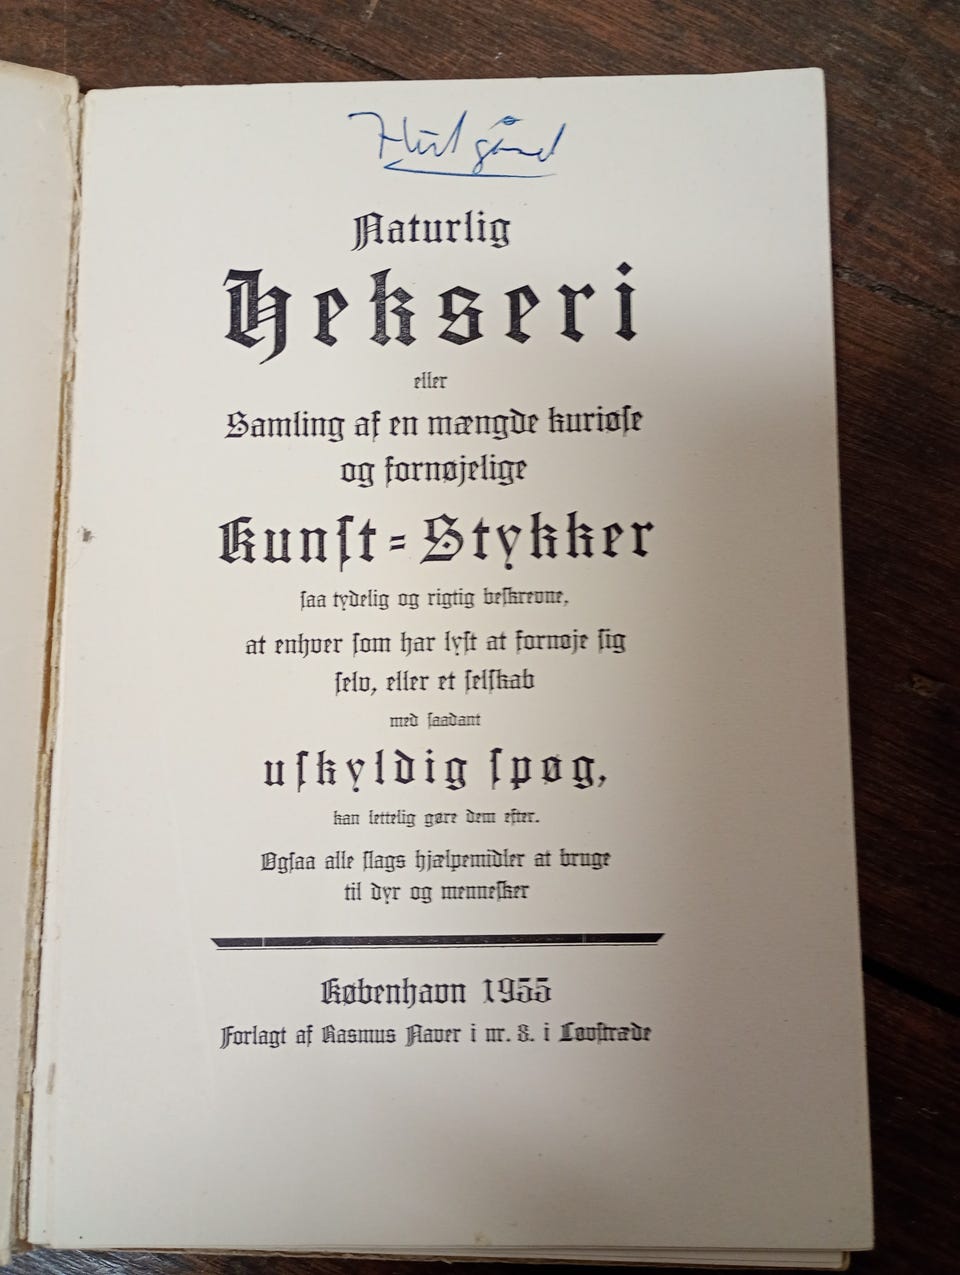 Naturlig
Hekseri
eller
Samling af en mængde kuriøſe
og fornøjelige
Kunſt=Stykker
ſaa tydelig og rigtig beſkrevne,
at enhver ſom har lyſt at fornøje ſig
ſelv, eller et ſelſkab
med ſaadant
uſkyldig ſpøg,
kan lettelig gøre dem efter.
Ogſaa alle ſlags hjælpemidler at bruge
til dyr og menneſker
København 1955
Forlagt af Rasmus Naver i nr. 8. i Lovſtræde